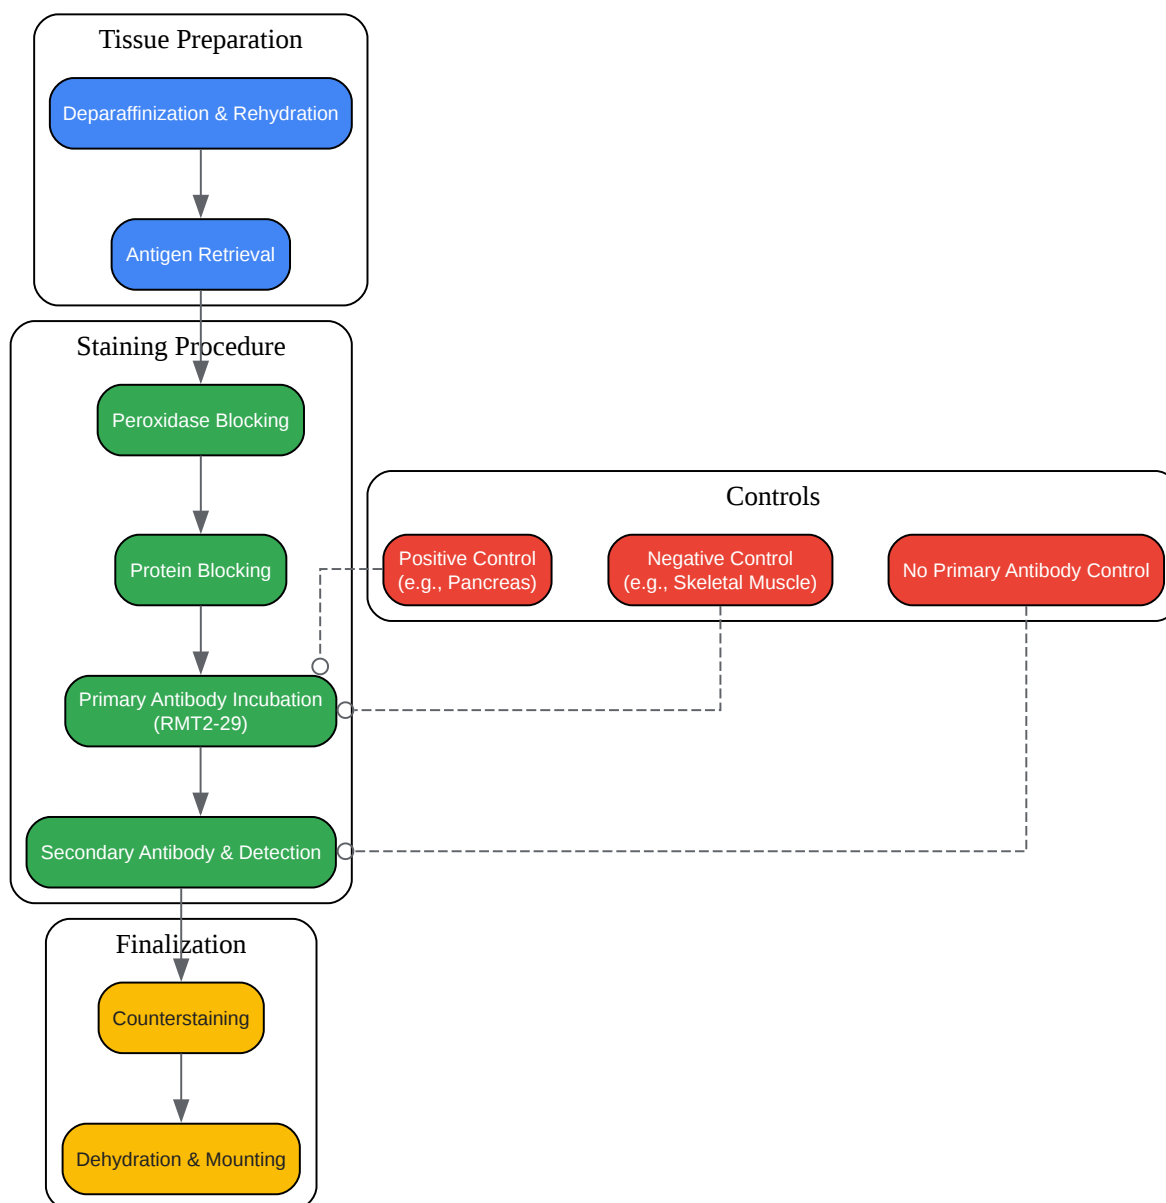 Tissue Preparation
Deparaffinization & Rehydration
Antigen Retrieval
Staining Procedure
Peroxidase Blocking
Protein Blocking
Primary Antibody Incubation
(RMT2-29)
Secondary Antibody & Detection
Controls
Positive Control
(e.g., Pancreas)
Negative Control
(e.g., Skeletal Muscle)
No Primary Antibody Control
Finalization
Counterstaining
Dehydration & Mounting